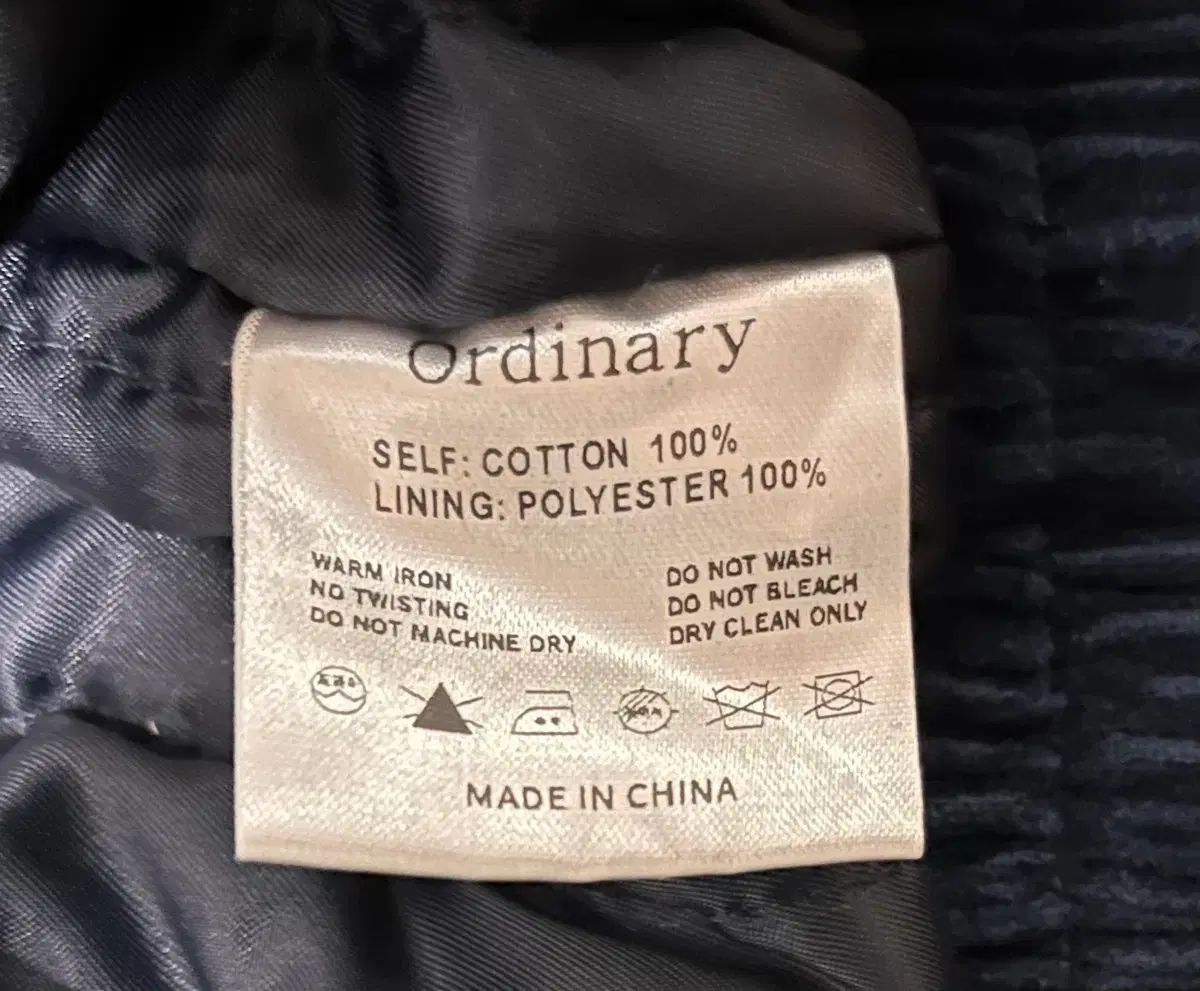 Ordinary
SELF: COTTON 100%
LINING: POLYESTER 100%
WARM IRON
NO TWISTING
DO NOT MACHINE DRY
DO NOT WASH
DO NOT BLEACH
DRY CLEAN ONLY
MADE IN CHINA